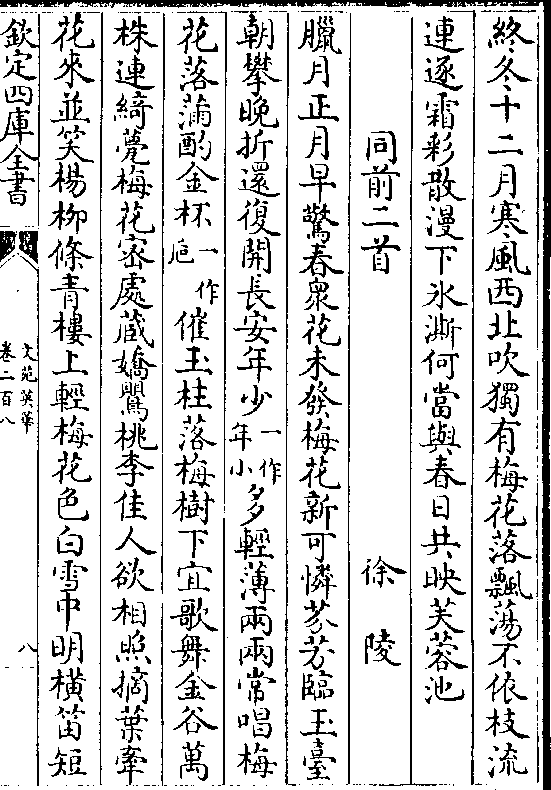 終冬十二月寒風西北吹獨有梅花落飄蕩不依枝流
連逐霜彩散漫下氷澌何當與春日共映芙蓉池
同前二首 徐陵
臘月正月早驚春衆花未發梅花新可憐芬芳臨玉臺
朝攀晚折還復開長安年少一作年小多輕薄兩兩常唱梅
花落滿酌金杯一作巵催玉柱落梅樹下宜歌舞金谷萬
株連綺甍梅花密處藏嬌鶯桃李佳人欲相照摘葉牽
花來並笑楊柳條青樓上輕梅花色白雪中明橫笛短
欽定四庫全書
文苑英華
卷二百八
八